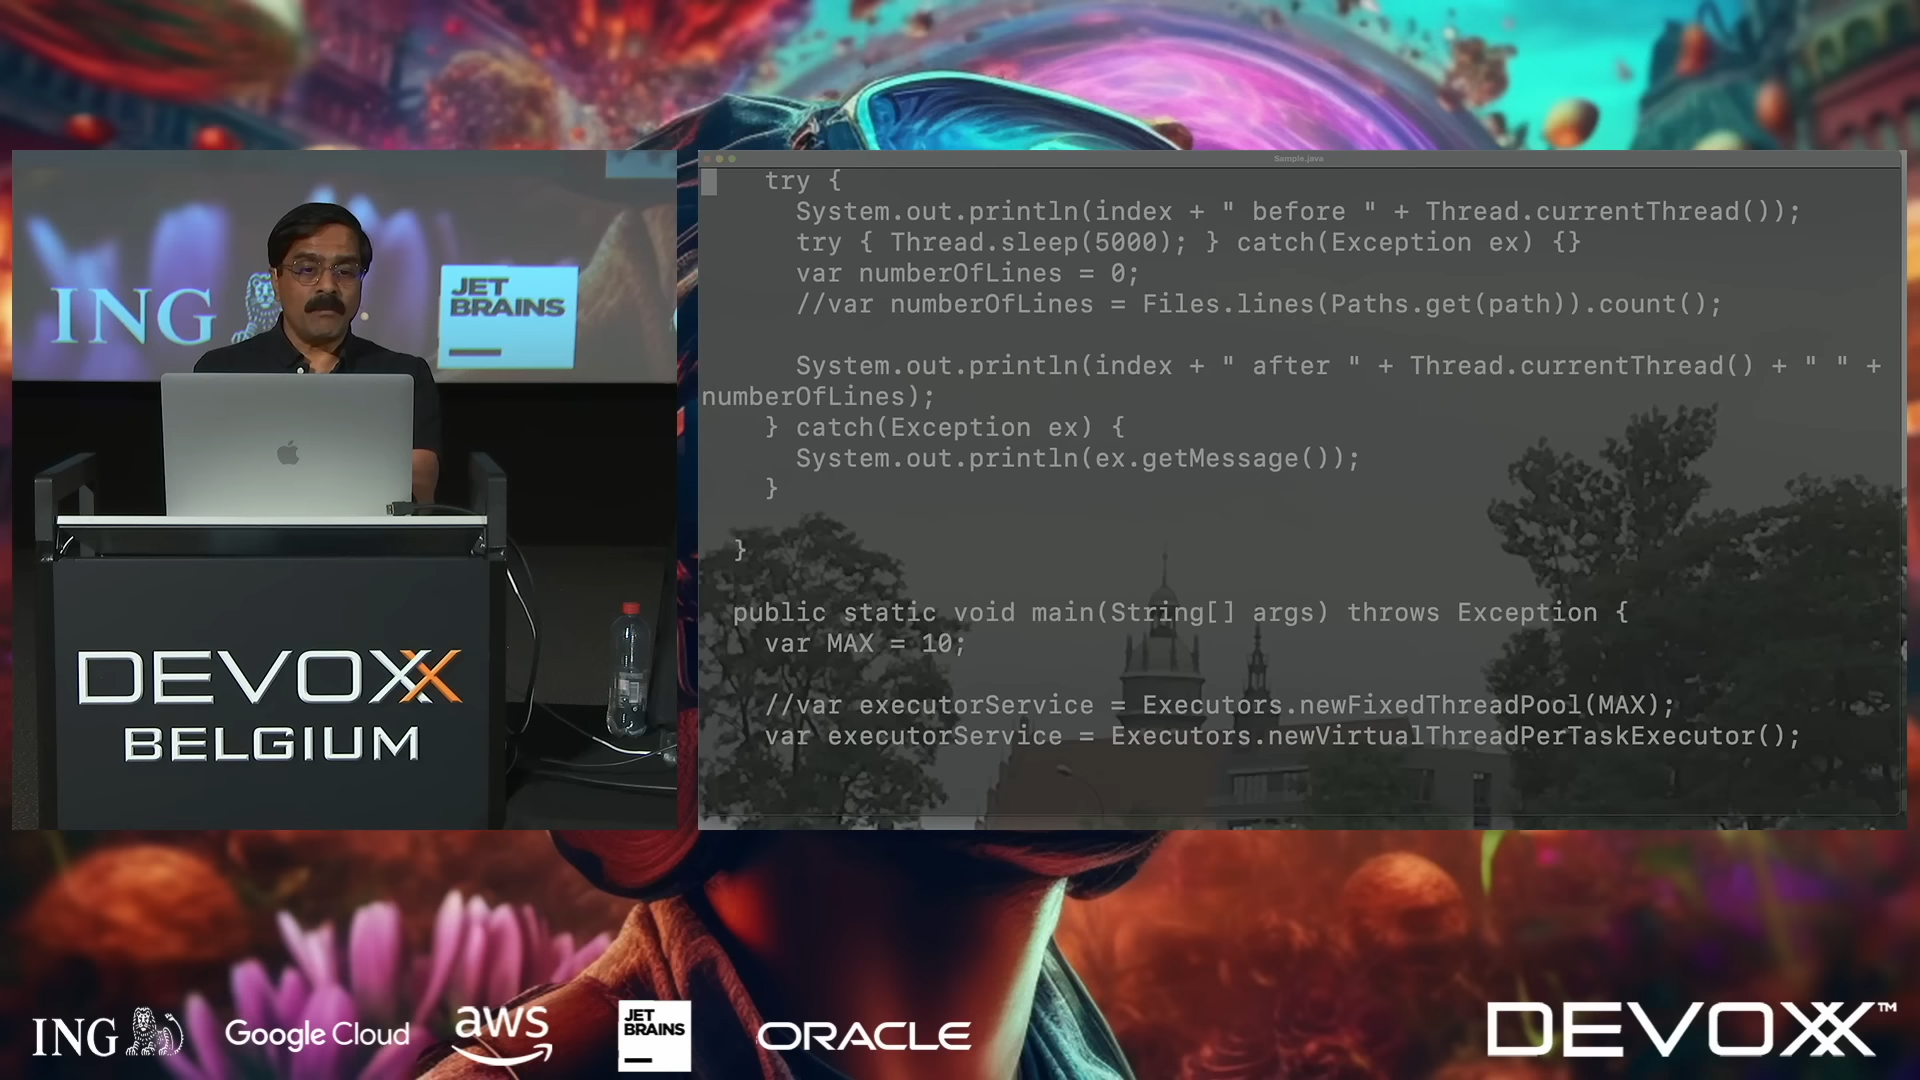 ING
JET
BRAINS
DEVOXX
BELGIUM
Sample.java
try {
System.out.println(index + " before " + Thread.currentThread());
try { Thread.sleep(5000); } catch(Exception ex) {}
var numberOfLines = 0;
//var numberOfLines = Files.lines(Paths.get(path)).count();
System.out.println(index + " after " + Thread.currentThread() + " " +
numberOfLines);
} catch(Exception ex) {
System.out.println(ex.getMessage());
}
}
public static void main(String[] args) throws Exception {
var MAX = 10;
//var executorService = Executors.newFixedThreadPool(MAX);
var executorService = Executors.newVirtualThreadPerTaskExecutor();
ING
Google Cloud
aws
JET
BRAINS
ORACLE
DEVOXX™